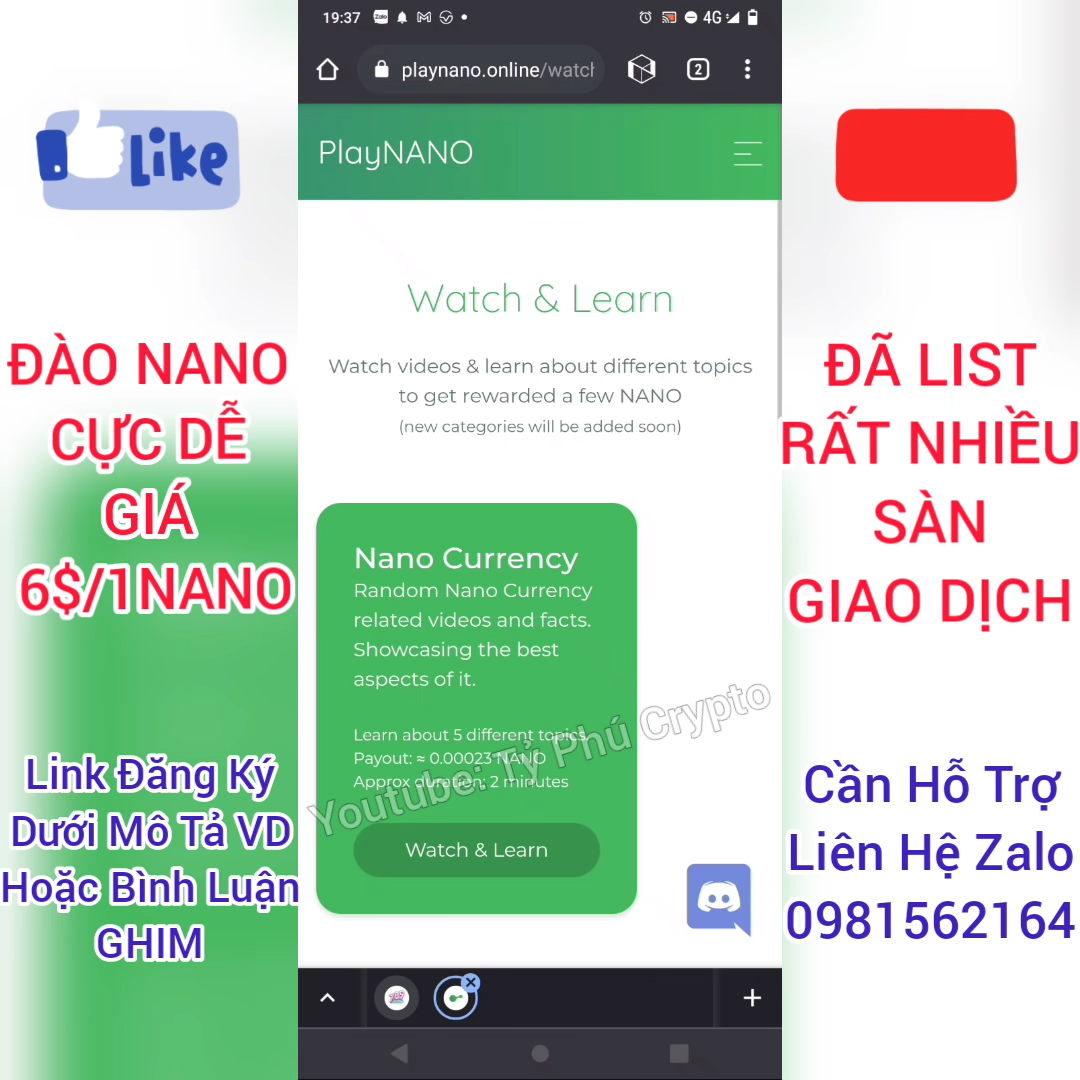 19:37
Zalo
4G
playnano.online/watch
2
PlayNANO
Like
ĐÀO NANO
CỰC DỄ
GIÁ
6$/1NANO
Link Đăng Ký
Dưới Mô Tả VD
Hoặc Bình Luận
GHIM
Watch & Learn
Watch videos & learn about different topics
to get rewarded a few NANO
(new categories will be added soon)
Nano Currency
Random Nano Currency
related videos and facts.
Showcasing the best
aspects of it.
Learn about 5 different topics.
Payout: ≈ 0.00023 NANO
Approx duration: 2 minutes
Youtube: Tỷ Phú Crypto
Watch & Learn
ĐÃ LIST
RẤT NHIỀU
SÀN
GIAO DỊCH
Cần Hỗ Trợ
Liên Hệ Zalo
0981562164